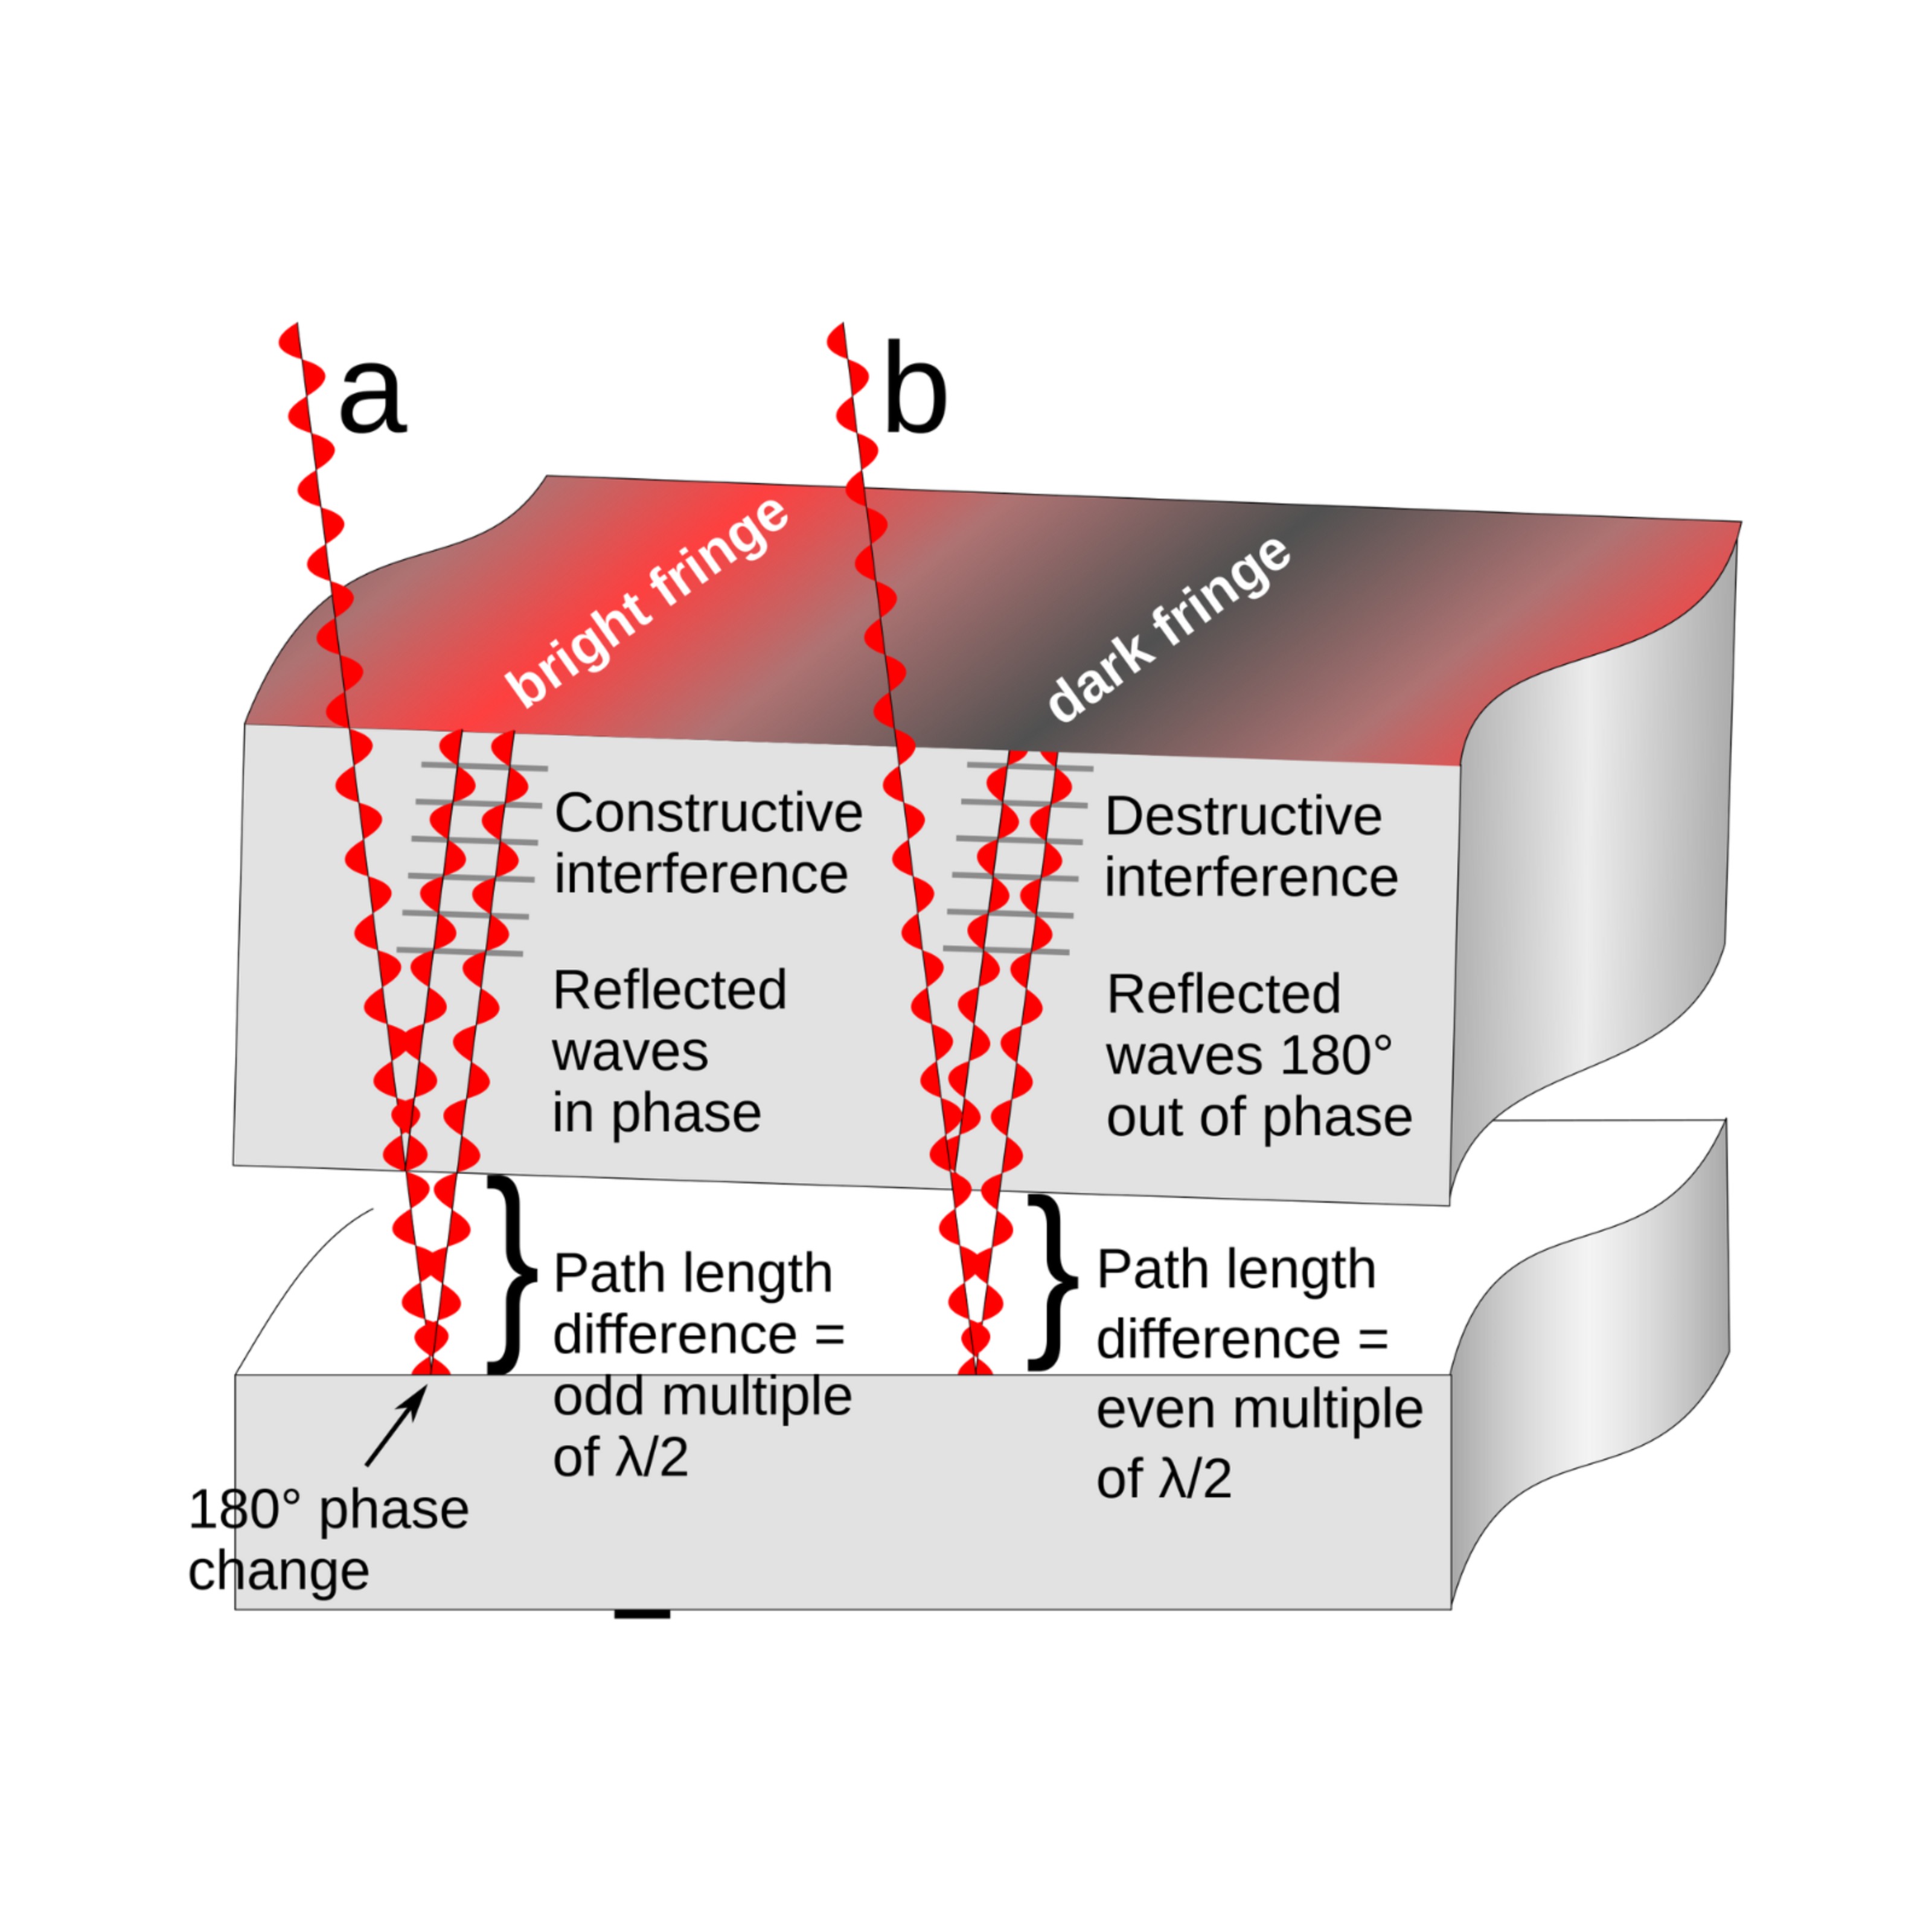 a
b
bright fringe
dark fringe
Constructive
interference
Destructive
interference
Reflected
waves
in phase
Reflected
waves 180°
out of phase
Path length
difference =
odd multiple
of λ/2
Path length
difference =
even multiple
of λ/2
180° phase
change